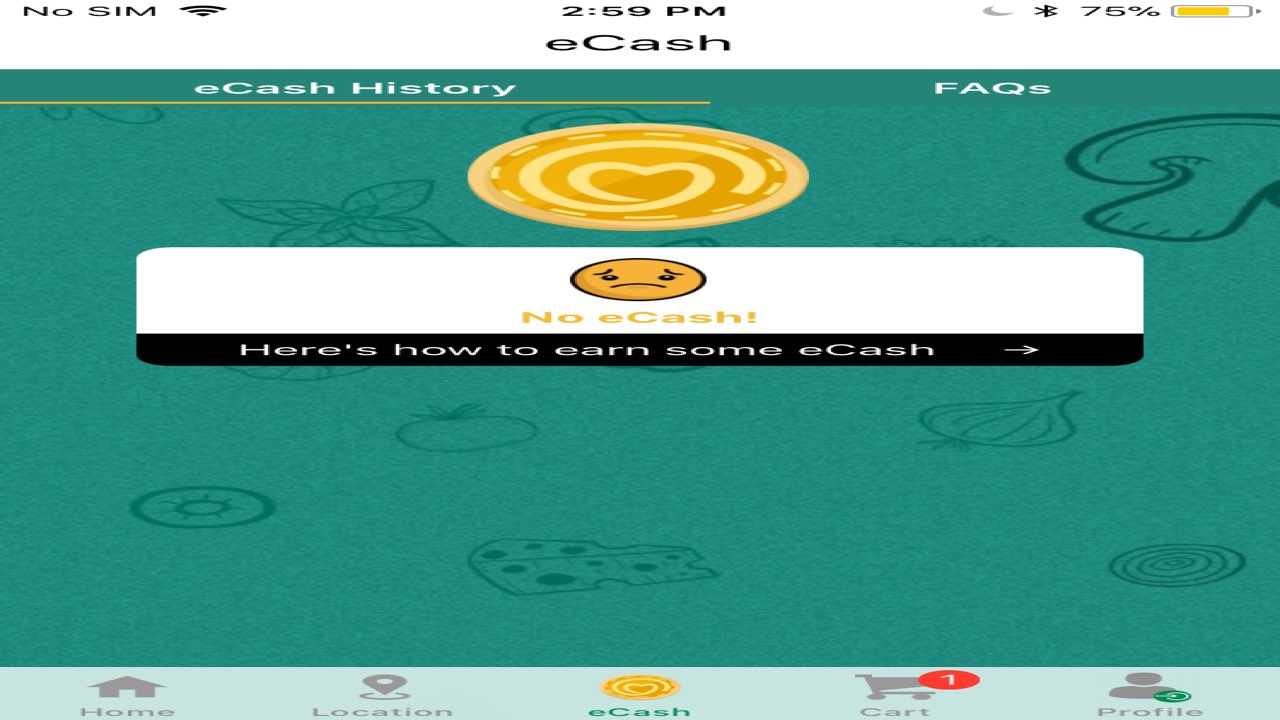 No SIM 2:59 PM 75%
eCash
eCash History FAQs
No eCash!
Here's how to earn some eCash →
1
Home Location eCash Cart Profile